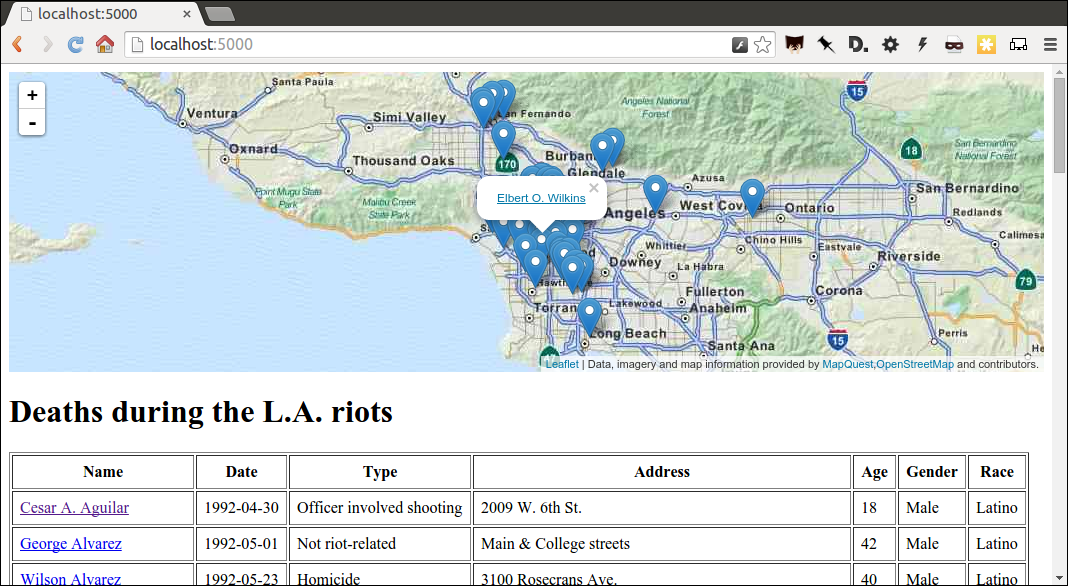 localhost:5000
localhost:5000
D.
+
-
Santa Paula
Ventura
Simi Valley
San Fernando
Angeles National
Forest
15
Oxnard
Thousand Oaks
170
Burban
Glendale
18
San Bernardino
National Forest
Point Mugu State
Park
Malibu Creek
State Park
Elbert O. Wilkins
×
Azusa
West Covina
Angeles
Ontario
San Bernardino
Redlands
Whittier
Chino Hills
Eastvale
Calimesa
Downey
La Habra
Riverside
Hawth
Torran
Lakewood
Fullerton
Anaheim
Corona
79
Long Beach
Santa Ana
15
Perris
He
47
Leaflet | Data, imagery and map information provided by MapQuest,OpenStreetMap and contributors.
Deaths during the L.A. riots
Name Date Type Address Age Gender Race
Cesar A. Aguilar 1992-04-30 Officer involved shooting 2009 W. 6th St. 18 Male Latino
George Alvarez 1992-05-01 Not riot-related Main & College streets 42 Male Latino
Wilson Alvarez 1992-05-23 Homicide 3100 Rosecrans Ave. 40 Male Latino